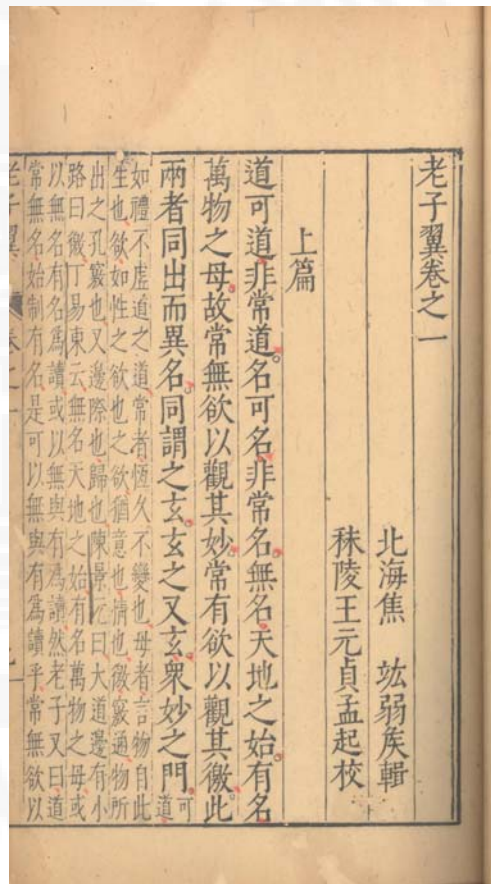 老子翼卷之一
北海焦　竑弱矦輯
秣陵王元貞孟起校
上篇
道可道非常道名可名非常名無名天地之始有名
萬物之母故常無欲以觀其妙常有欲以觀其徼此
兩者同出而異名同謂之玄玄之又玄衆妙之門可
道
如禮不虛道之道常者恆久不變也母者言物自此
生也欲如性之欲也之欲猶意也情也徼竅通物所
出之孔竅也又邊際也歸也陳景元曰大道邊有小
路曰徼丁易東云無名天地之始有名萬物之母或
以無名有名爲讀或以無與有爲讀然老子又曰道
常無名始制有名是可以無與有爲讀乎常無欲以
老子翼
卷之一